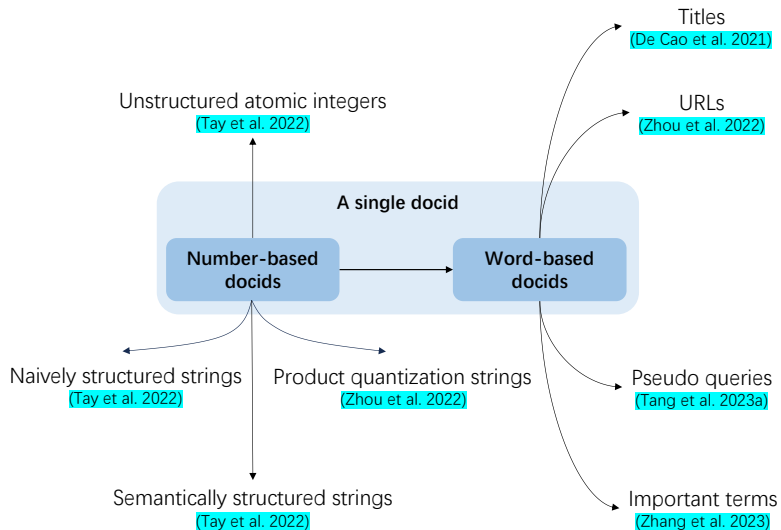 Titles
(De Cao et al. 2021)
Unstructured atomic integers
(Tay et al. 2022)
URLs
(Zhou et al. 2022)
A single docid
Number-based
docids
Word-based
docids
Naively structured strings
(Tay et al. 2022)
Product quantization strings
(Zhou et al. 2022)
Pseudo queries
(Tang et al. 2023a)
Semantically structured strings
(Tay et al. 2022)
Important terms
(Zhang et al. 2023)